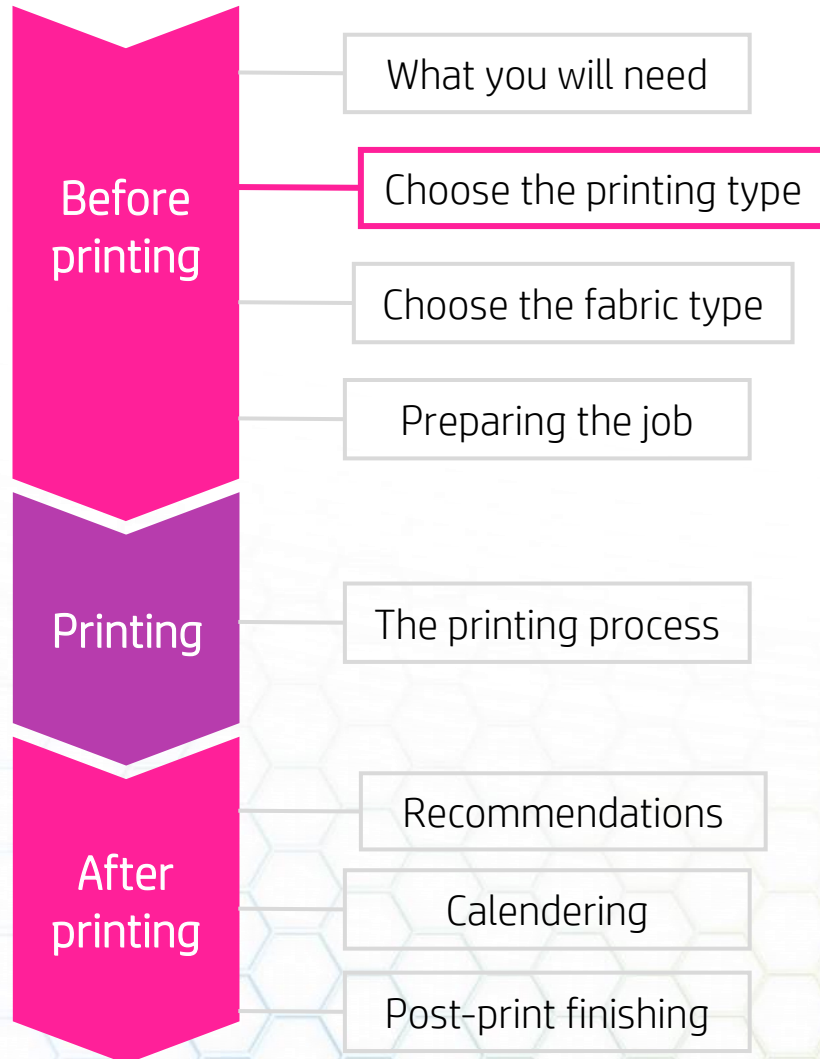 What you will need
Before
printing
Choose the printing type
Choose the fabric type
Preparing the job
Printing
The printing process
After
printing
Recommendations
Calendering
Post-print finishing